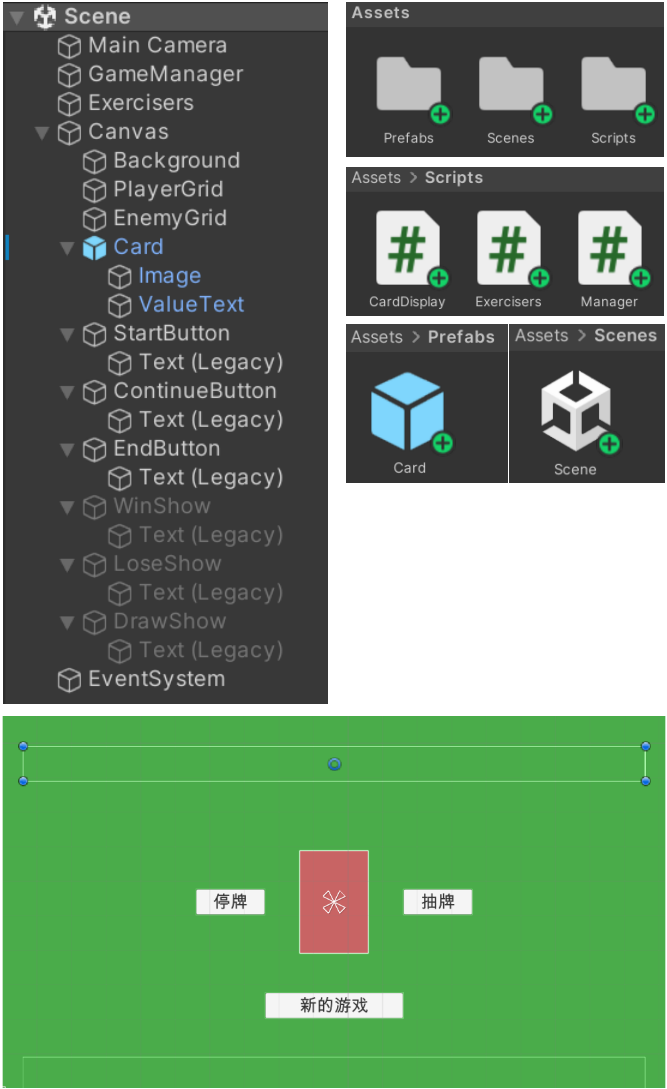 Scene
Main Camera
GameManager
Exercisers
Canvas
Background
PlayerGrid
EnemyGrid
Card
Image
ValueText
StartButton
Text (Legacy)
ContinueButton
Text (Legacy)
EndButton
Text (Legacy)
WinShow
Text (Legacy)
LoseShow
Text (Legacy)
DrawShow
Text (Legacy)
EventSystem
Assets
Prefabs
Scenes
Scripts
Assets > Scripts
CardDisplay
Exercisers
Manager
Assets > Prefabs
Card
Assets > Scenes
Scene
停牌
抽牌
新的游戏